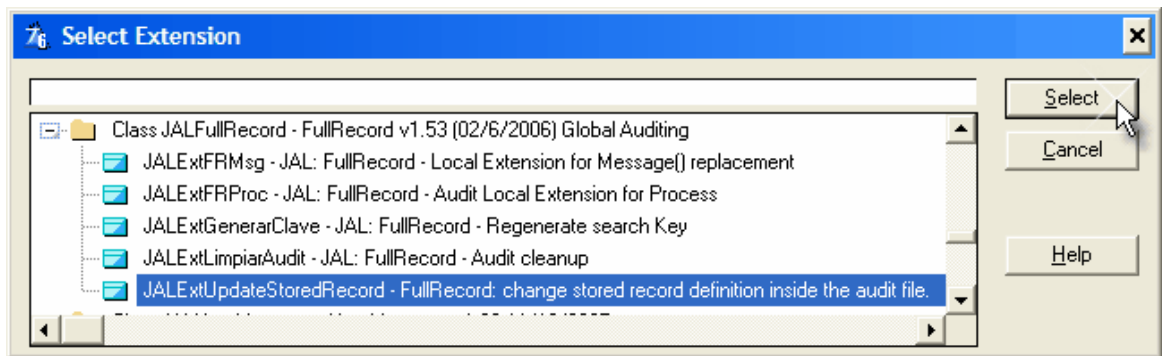 Select Extension
Select
Class JALFullRecord - FullRecord v1.53 (02/6/2006) Global Auditing
JALExtFRMsg - JAL: FullRecord - Local Extension for Message() replacement
Cancel
JALExtFRProc - JAL: FullRecord - Audit Local Extension for Process
JALExtGenerarClave - JAL: FullRecord - Regenerate search Key
JALExtLimpiarAudit - JAL: FullRecord - Audit cleanup
Help
JALExtUpdateStoredRecord - FullRecord: change stored record definition inside the audit file.